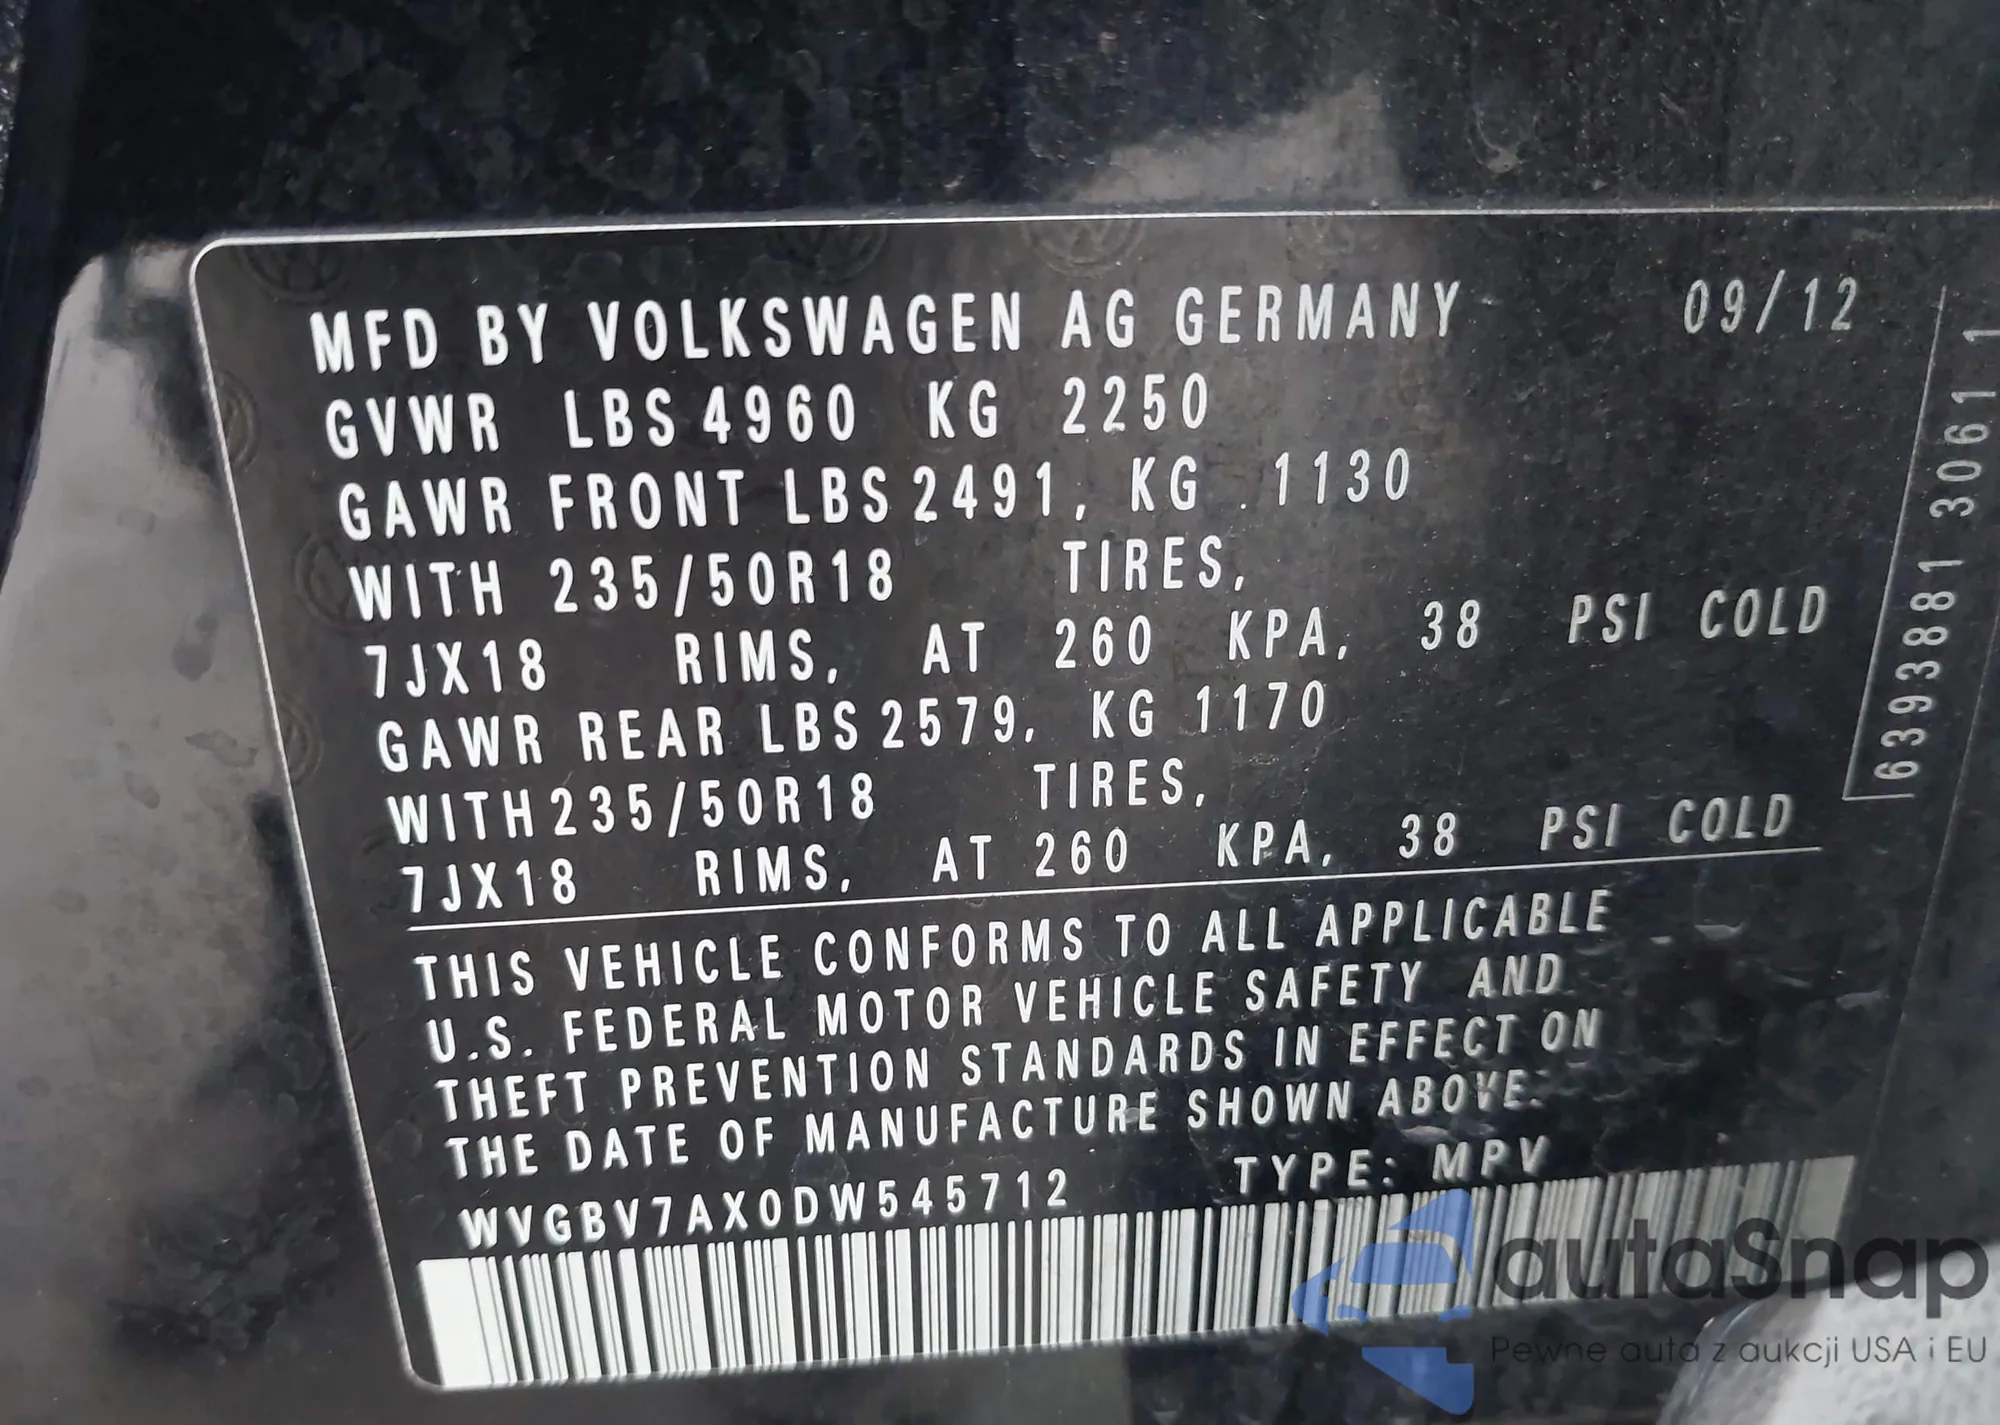 MFD BY VOLKSWAGEN AG GERMANY 09/12
GVWR LBS 4960 KG 2250
GAWR FRONT LBS 2491, KG .1130
WITH 235/50R18 TIRES,
7JX18 RIMS, AT 260 KPA, 38 PSI COLD
GAWR REAR LBS 2579, KG 1170
WITH 235/50R18 TIRES,
7JX18 RIMS, AT 260 KPA, 38 PSI COLD
THIS VEHICLE CONFORMS TO ALL APPLICABLE
U.S. FEDERAL MOTOR VEHICLE SAFETY AND
THEFT PREVENTION STANDARDS IN EFFECT ON
THE DATE OF MANUFACTURE SHOWN ABOVE.
WVGBV7AX0DW545712 TYPE: MPV
6393881 3061 1
autaSnap
Pewne auta z aukcji USA i EU